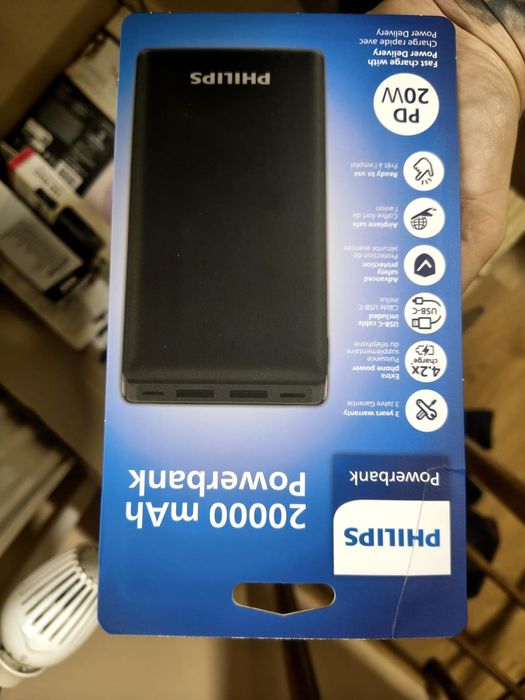 PHILIPS
Powerbank
20000 mAh
Powerbank
3 years warranty
3 Jahre Garantie
4.2x
charge
Extra
phone power
Puissance
supplémentaire
du téléphone
USB-C
USB-C cable
included
Câble USB-C
inclus
Advanced
safety
protection
Protection de
sécurité avancée
Airplane safe
Coffre-fort de
l'avion
Ready to use
Prêt à l'emploi
PD
20W
Fast charge with
Power Delivery
Charge rapide avec
Power Delivery
PHILIPS